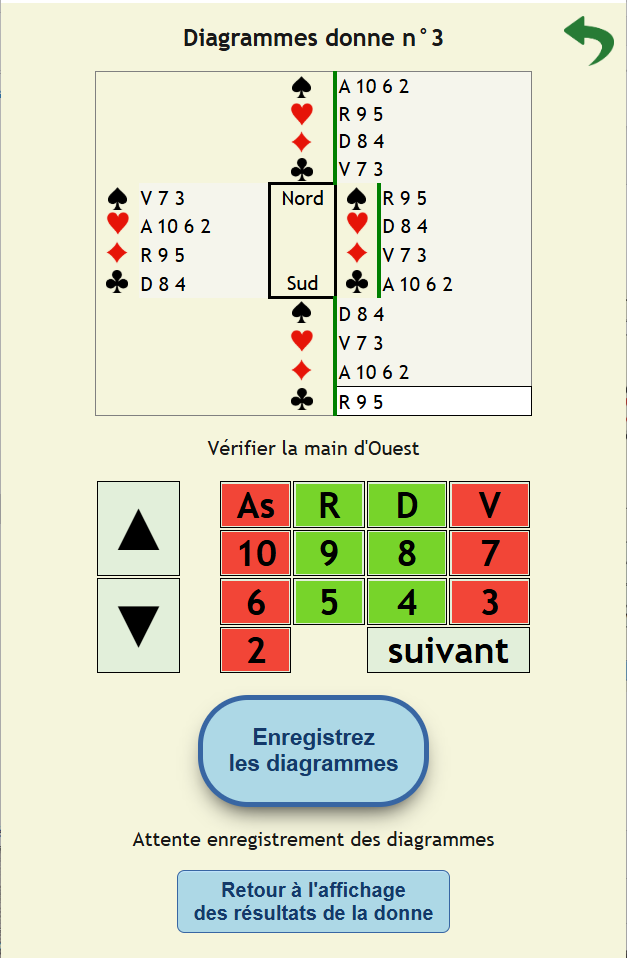 Diagrammes donne n°3
♠ A 10 6 2
♥ R 9 5
♦ D 8 4
♣ V 7 3
♠ V 7 3
♥ A 10 6 2
♦ R 9 5
♣ D 8 4
Nord
Sud
♠ R 9 5
♥ D 8 4
♦ V 7 3
♣ A 10 6 2
♠ D 8 4
♥ V 7 3
♦ A 10 6 2
♣ R 9 5
Vérifier la main d'Ouest
As R D V
10 9 8 7
6 5 4 3
2 suivant
Enregistrez
les diagrammes
Attente enregistrement des diagrammes
Retour à l'affichage
des résultats de la donne